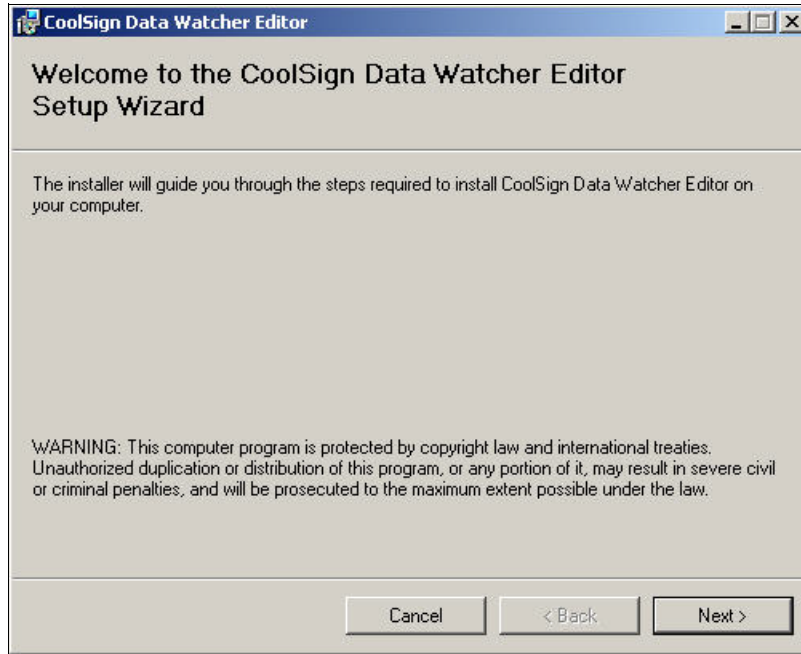 CoolSign Data Watcher Editor
Welcome to the CoolSign Data Watcher Editor
Setup Wizard
The installer will guide you through the steps required to install CoolSign Data Watcher Editor on
your computer.
WARNING: This computer program is protected by copyright law and international treaties.
Unauthorized duplication or distribution of this program, or any portion of it, may result in severe civil
or criminal penalties, and will be prosecuted to the maximum extent possible under the law.
Cancel
< Back
Next >